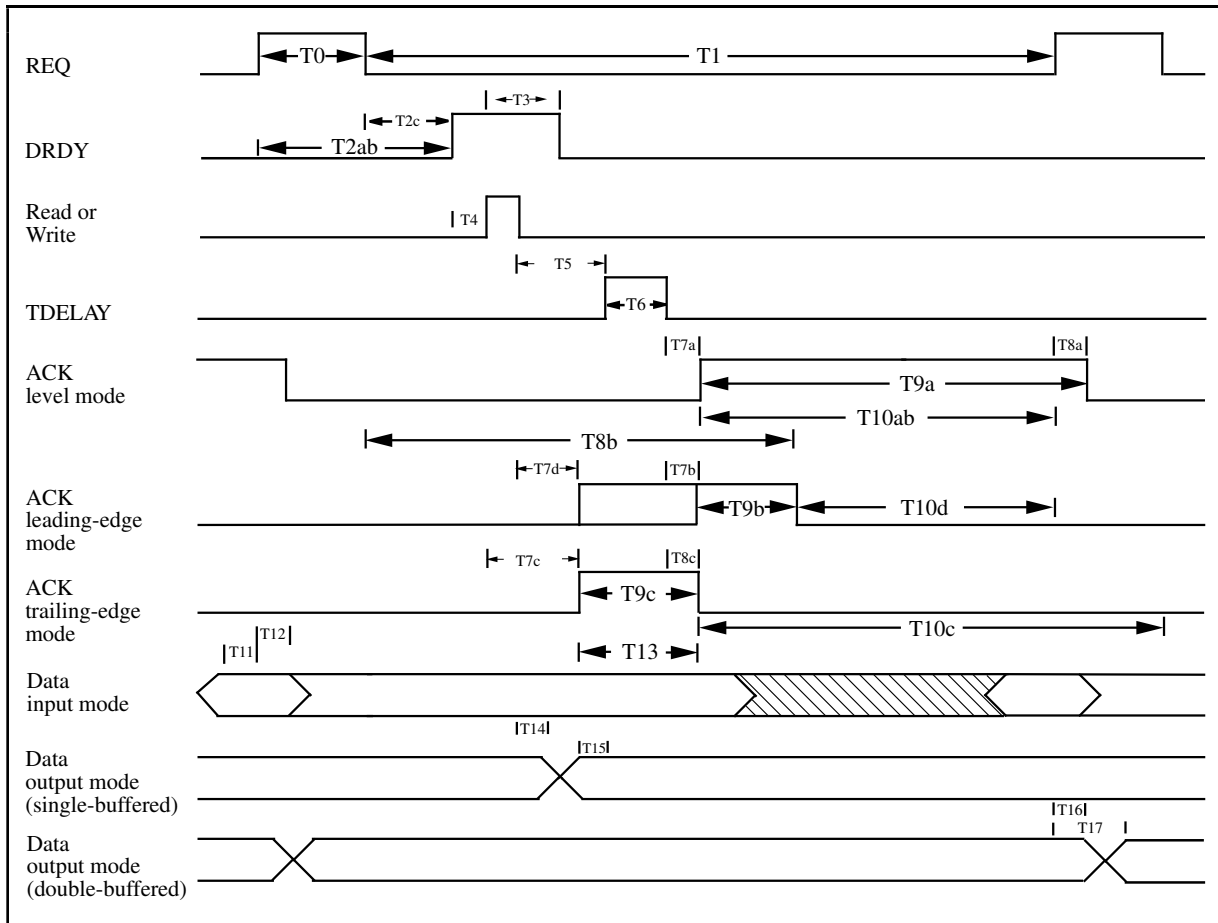 REQ
T0
T1
T3
T2c
DRDY
T2ab
Read or
Write
T4
T5
TDELAY
T6
T7a
T8a
ACK
level mode
T9a
T10ab
T8b
T7d
T7b
ACK
leading-edge
mode
T9b
T10d
T7c
T8c
ACK
trailing-edge
mode
T9c
T10c
T12
T11
T13
Data
input mode
T14
T15
Data
output mode
(single-buffered)
T16
T17
Data
output mode
(double-buffered)